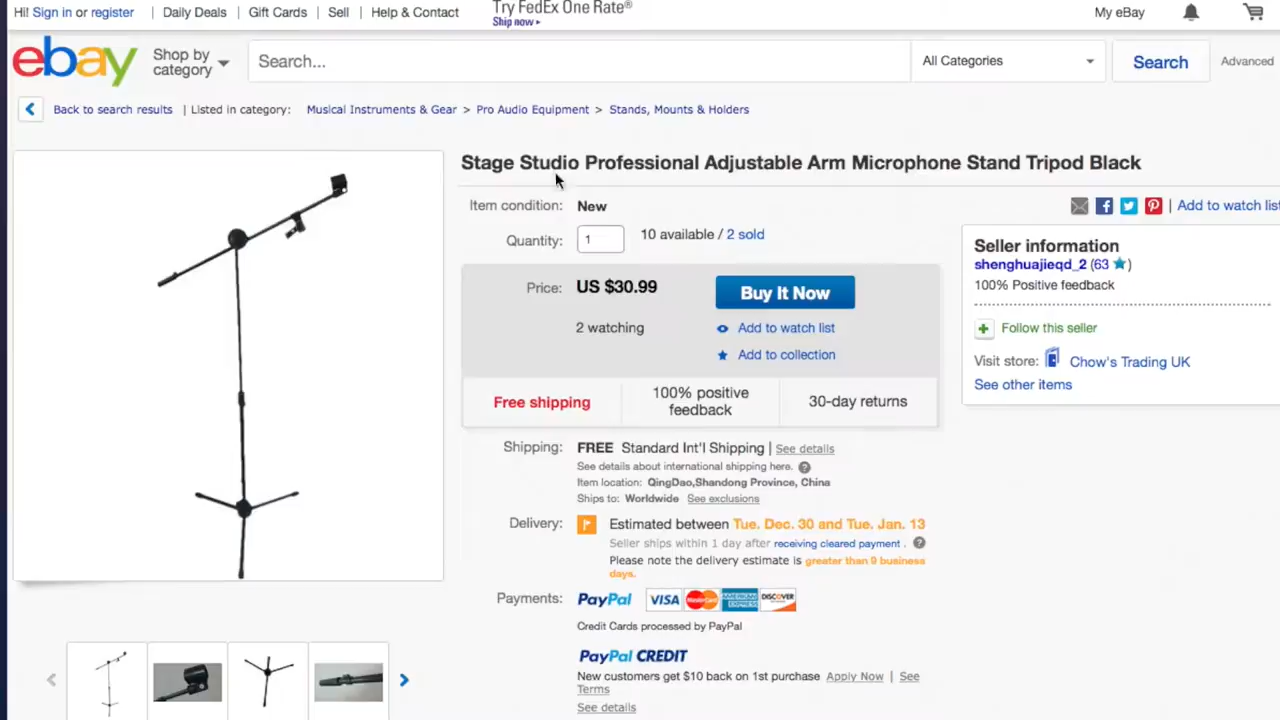 Hi! Sign in or register | Daily Deals | Gift Cards | Sell | Help & Contact
Try FedEx One Rate®
Ship now ▸
My eBay
ebay
Shop by
category
Search...
All Categories
Search
Advanced
Back to search results | Listed in category: Musical Instruments & Gear > Pro Audio Equipment > Stands, Mounts & Holders
Stage Studio Professional Adjustable Arm Microphone Stand Tripod Black
Item condition: New
Quantity: 1 10 available / 2 sold
Price: US $30.99
Buy It Now
2 watching
Add to watch list
Add to collection
Free shipping
100% positive
feedback
30-day returns
Shipping: FREE Standard Int'l Shipping | See details
See details about international shipping here.
Item location: QingDao,Shandong Province, China
Ships to: Worldwide See exclusions
Delivery: Estimated between Tue. Dec. 30 and Tue. Jan. 13
Seller ships within 1 day after receiving cleared payment .
Please note the delivery estimate is greater than 9 business
days.
Payments: PayPal VISA MasterCard AMERICAN EXPRESS DISCOVER
Credit Cards processed by PayPal
PayPal CREDIT
New customers get $10 back on 1st purchase Apply Now | See
Terms
See details
| Add to watch list
Seller information
shenghuajieqd_2 (63 ★)
100% Positive feedback
Follow this seller
Visit store: Chow's Trading UK
See other items